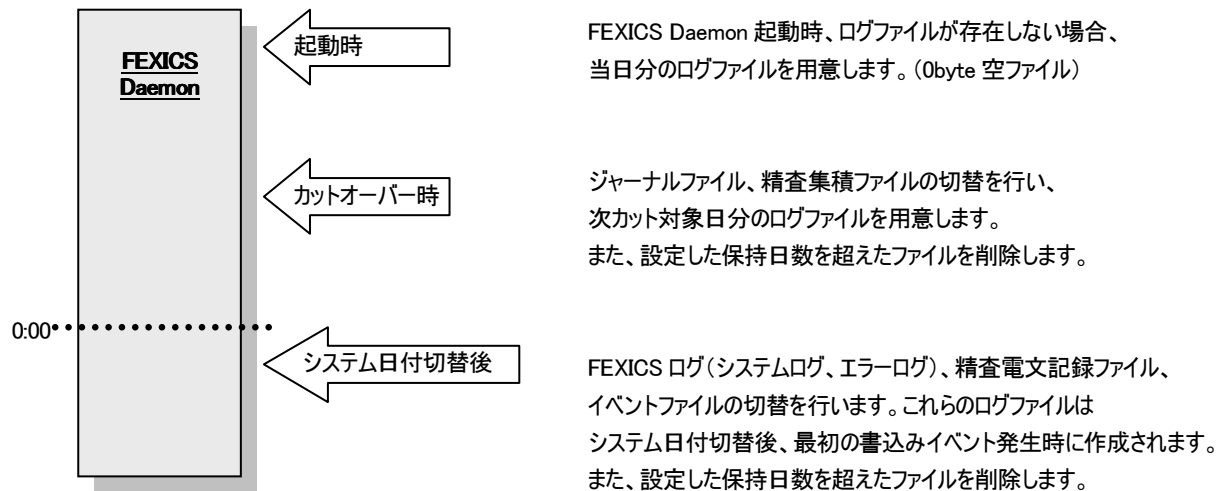 FEXICS
Daemon
起動時
FEXICS Daemon 起動時、ログファイルが存在しない場合、
当日分のログファイルを用意します。（0byte 空ファイル）
カットオーバー時
ジャーナルファイル、精査集積ファイルの切替を行い、
次カット対象日分のログファイルを用意します。
また、設定した保持日数を超えたファイルを削除します。
0:00
システム日付切替後
FEXICS ログ（システムログ、エラーログ）、精査電文記録ファイル、
イベントファイルの切替を行います。これらのログファイルは
システム日付切替後、最初の書込みイベント発生時に作成されます。
また、設定した保持日数を超えたファイルを削除します。